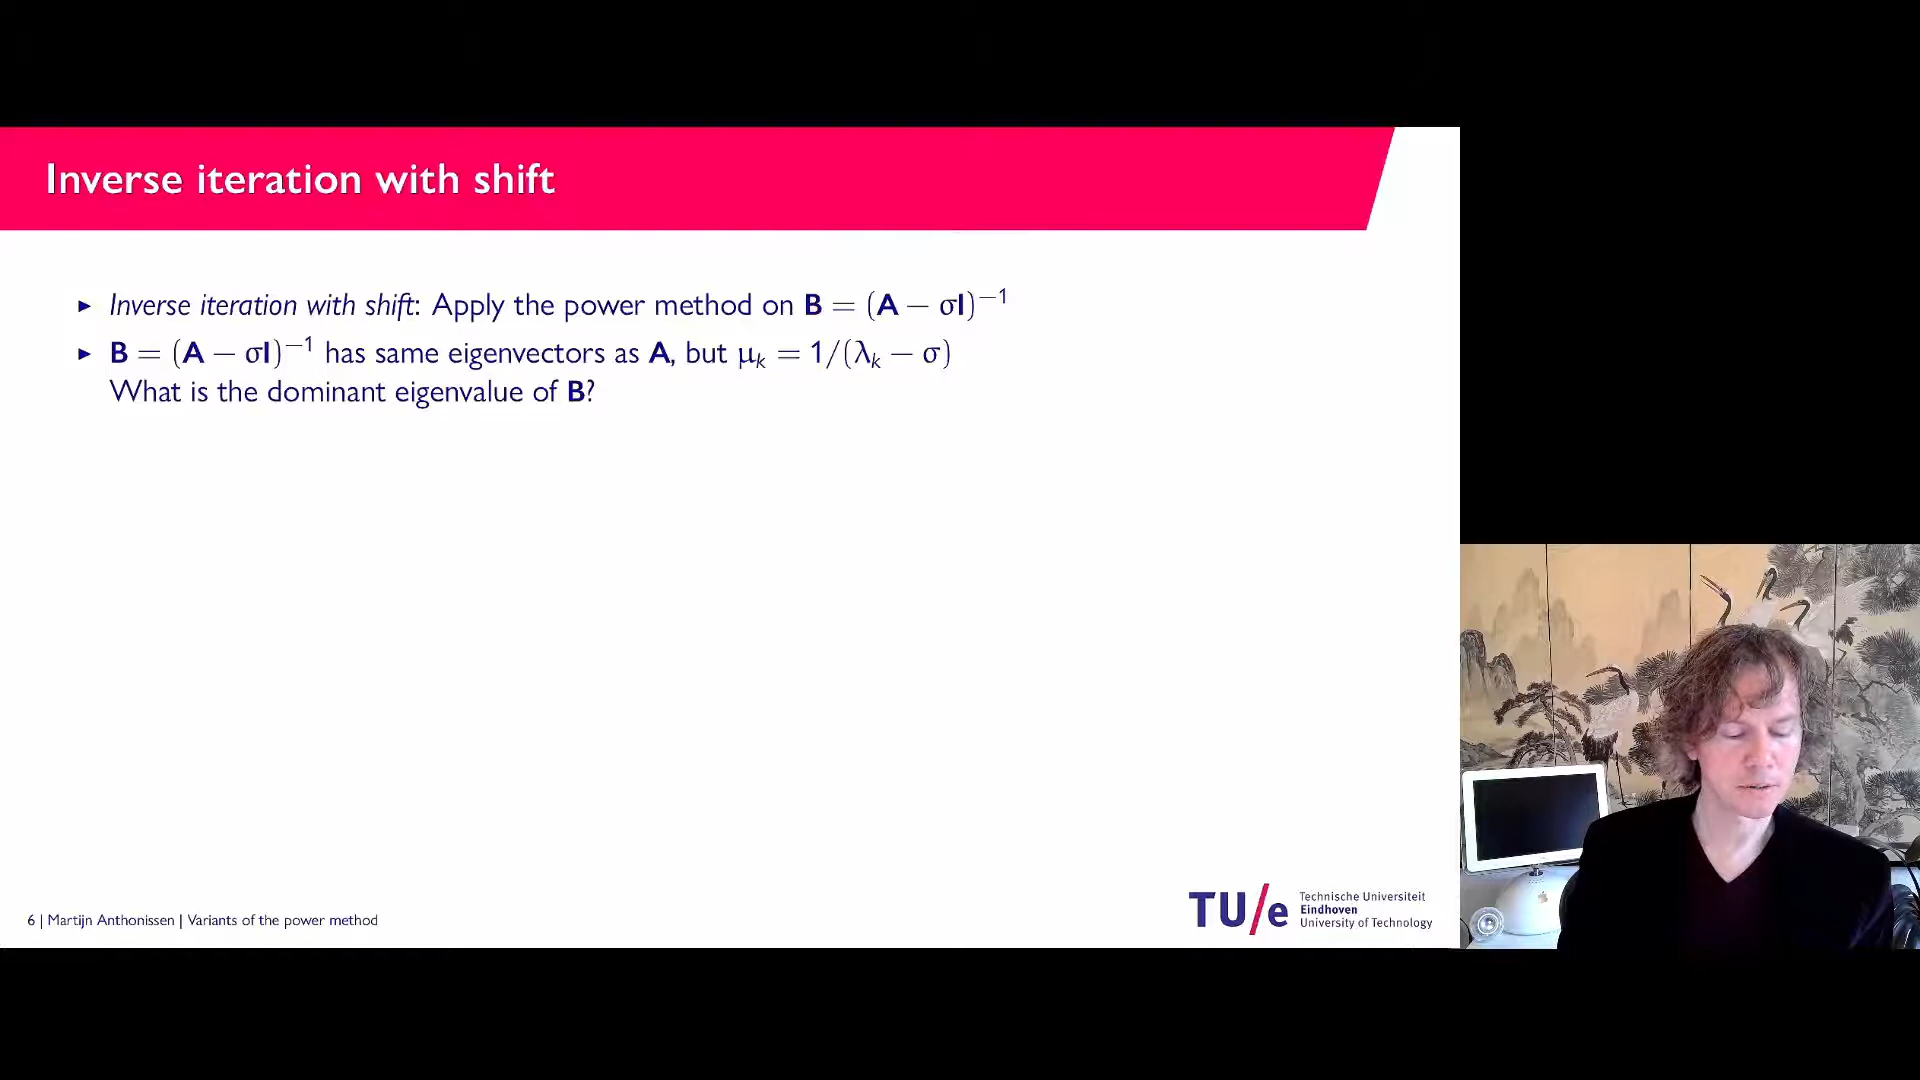 Inverse iteration with shift
▸ Inverse iteration with shift: Apply the power method on B = (A − σI)⁻¹
▸ B = (A − σI)⁻¹ has same eigenvectors as A, but μₖ = 1/(λₖ − σ)
What is the dominant eigenvalue of B?
6 | Martijn Anthonissen | Variants of the power method
TU/e
Technische Universiteit
Eindhoven
University of Technology